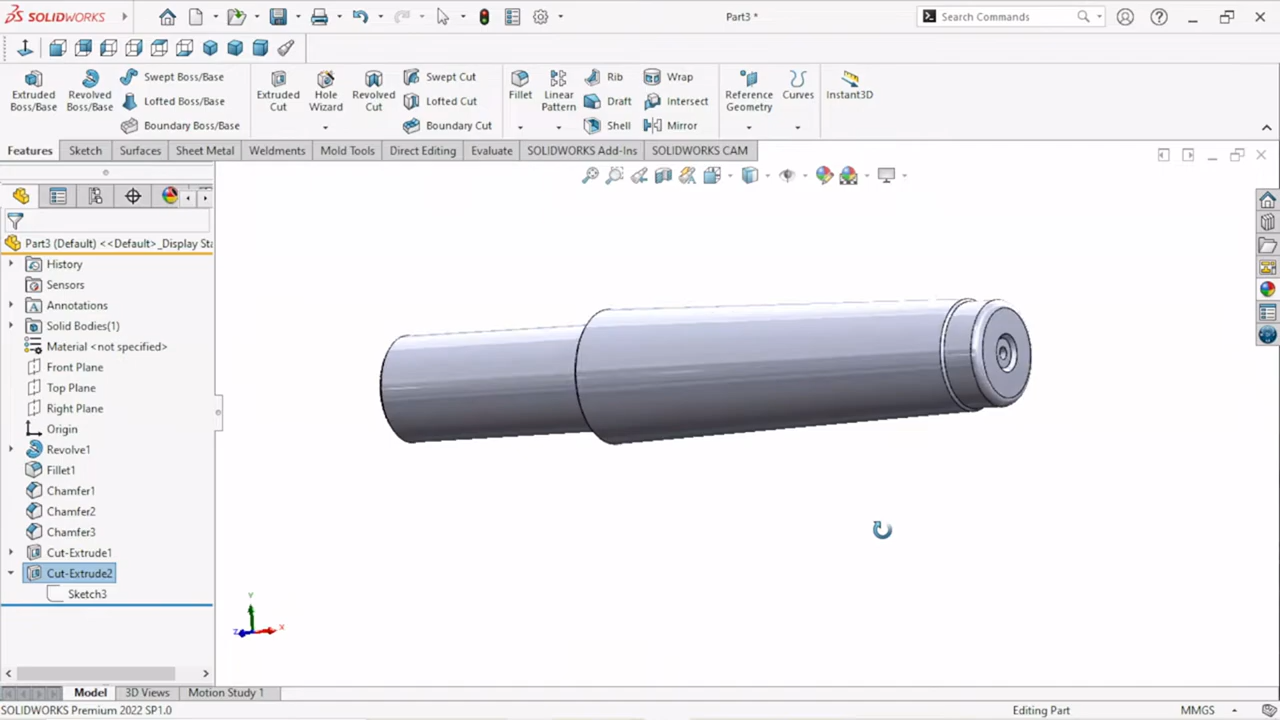 SOLIDWORKS
Part3 *
Search Commands
Extruded Boss/Base
Revolved Boss/Base
Swept Boss/Base
Lofted Boss/Base
Boundary Boss/Base
Extruded Cut
Hole Wizard
Revolved Cut
Swept Cut
Lofted Cut
Boundary Cut
Fillet
Linear Pattern
Rib
Draft
Shell
Wrap
Intersect
Mirror
Reference Geometry
Curves
Instant3D
Features
Sketch
Surfaces
Sheet Metal
Weldments
Mold Tools
Direct Editing
Evaluate
SOLIDWORKS Add-Ins
SOLIDWORKS CAM
Part3 (Default) <<Default>_Display Sta
History
Sensors
Annotations
Solid Bodies(1)
Material <not specified>
Front Plane
Top Plane
Right Plane
Origin
Revolve1
Fillet1
Chamfer1
Chamfer2
Chamfer3
Cut-Extrude1
Cut-Extrude2
Sketch3
Y
Z
X
Model
3D Views
Motion Study 1
SOLIDWORKS Premium 2022 SP1.0
Editing Part
MMGS